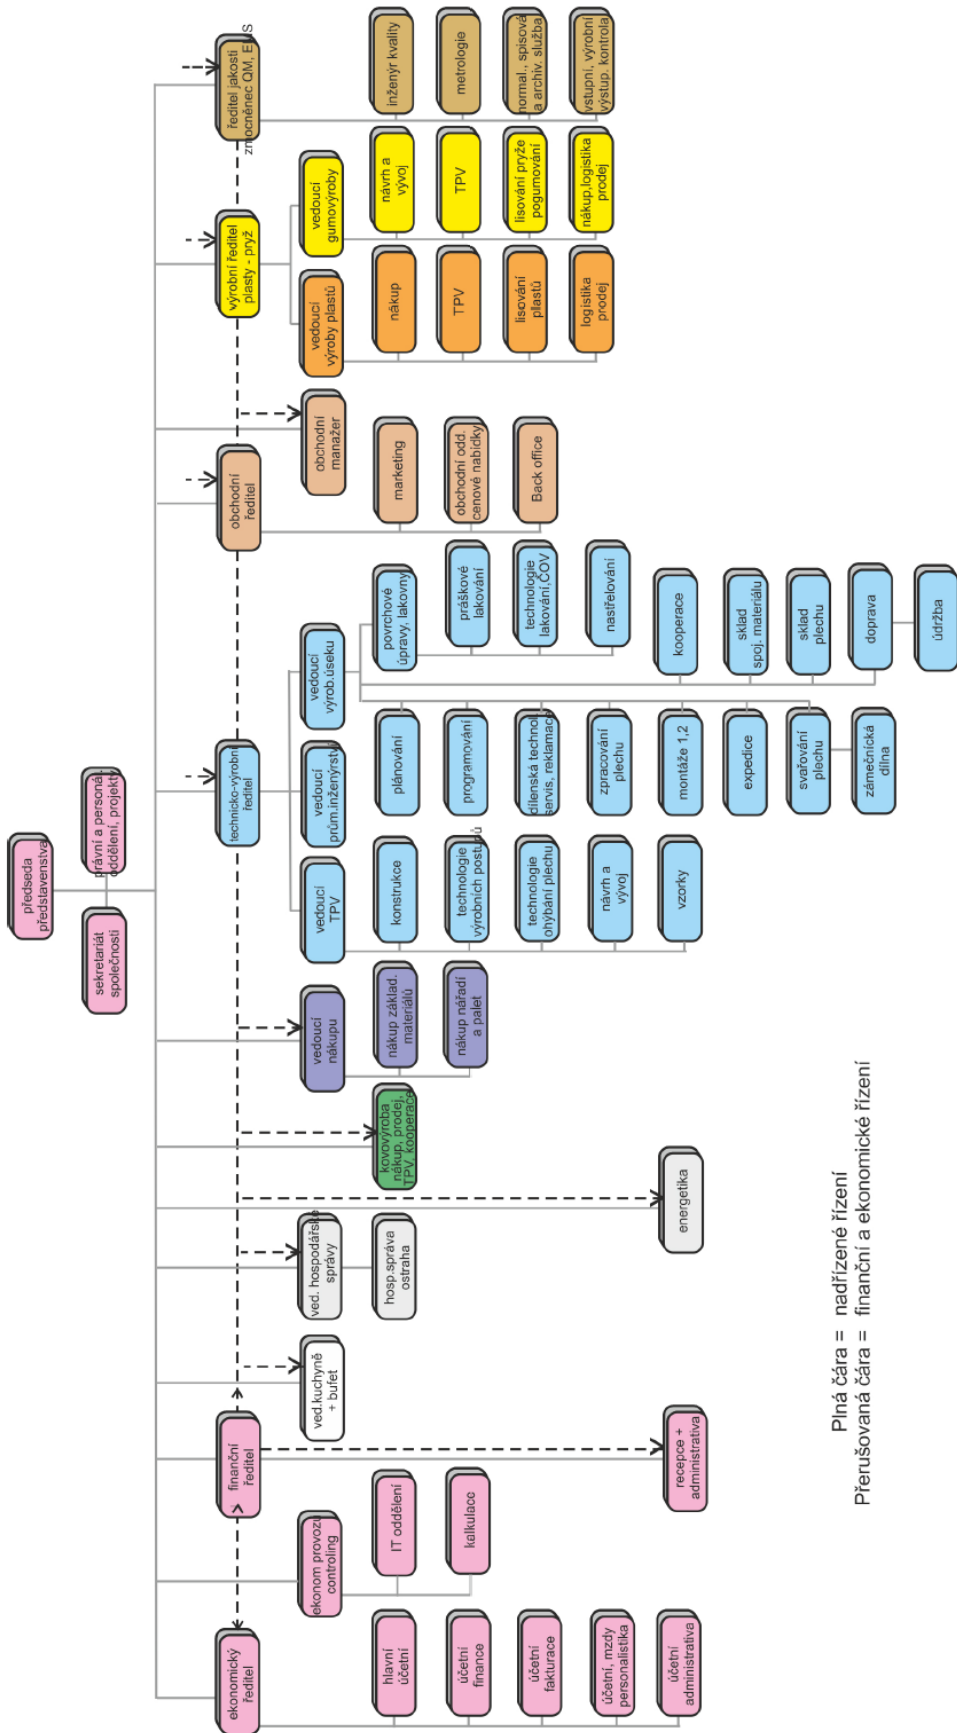 předseda
představenstva
sekretariát
společnosti
právní a personál.
oddělení, projekty
ekonomický
ředitel
finanční
ředitel
technicko-výrobní
ředitel
obchodní
ředitel
výrobní ředitel
plasty - pryž
ředitel jakosti
zmocněnec QM, EMS
ekonom provozu
controling
ved.kuchyně
+ bufet
ved. hospodářské
správy
vedoucí
nákupu
vedoucí
TPV
vedoucí
prům.inženýrství
vedoucí
výrob.úseku
obchodní
manažer
vedoucí
výroby plastů
vedoucí
gumovýroby
hlavní
účetní
účetní
finance
účetní
fakturace
účetní, mzdy
personalistika
účetní
administrativa
IT oddělení
kalkulace
recepce +
administrativa
hosp.správa
ostraha
energetika
kovovýroba
nákup, prodej,
TPV, kooperace
nákup základ.
materiálů
nákup nářadí
a palet
konstrukce
technologie
výrobních postupů
technologie
ohýbání plechu
návrh a
vývoj
vzorky
plánování
programování
dílenská technol.
servis, reklamace
zpracování
plechu
montáže 1,2
expedice
svařování
plechu
zámečnická
dílna
povrchové
úpravy, lakovny
práškové
lakování
technologie
lakování,ČOV
nastřelování
kooperace
sklad
spoj. materiálu
sklad
plechu
doprava
údržba
marketing
obchodní odd.
cenové nabídky
Back office
nákup
TPV
lisování
plastů
logistika
prodej
návrh a
vývoj
TPV
lisování pryže
pogumování
nákup,logistika
prodej
inženýr kvality
metrologie
normal., spisová
a archiv. služba
vstupní, výrobní
výstup. kontrola
Plná čára = nadřízené řízení
Přerušovaná čára = finanční a ekonomické řízení